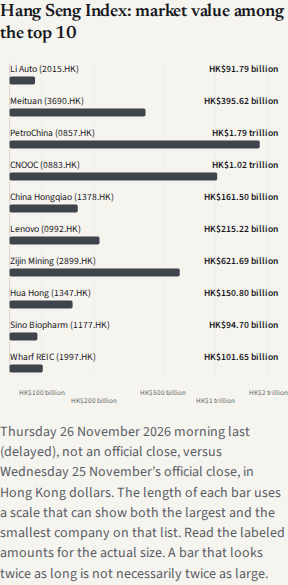 Hang Seng Index: market value among
the top 10
Li Auto (2015.HK) HK$91.79 billion
Meituan (3690.HK) HK$395.62 billion
PetroChina (0857.HK) HK$1.79 trillion
CNOOC (0883.HK) HK$1.02 trillion
China Hongqiao (1378.HK) HK$161.50 billion
Lenovo (0992.HK) HK$215.22 billion
Zijin Mining (2899.HK) HK$621.69 billion
Hua Hong (1347.HK) HK$150.80 billion
Sino Biopharm (1177.HK) HK$94.70 billion
Wharf REIC (1997.HK) HK$101.65 billion
HK$100 billion HK$500 billion HK$2 trillion
HK$200 billion HK$1 trillion
Thursday 26 November 2026 morning last
(delayed), not an official close, versus
Wednesday 25 November's official close, in
Hong Kong dollars. The length of each bar uses
a scale that can show both the largest and the
smallest company on that list. Read the labeled
amounts for the actual size. A bar that looks
twice as long is not necessarily twice as large.